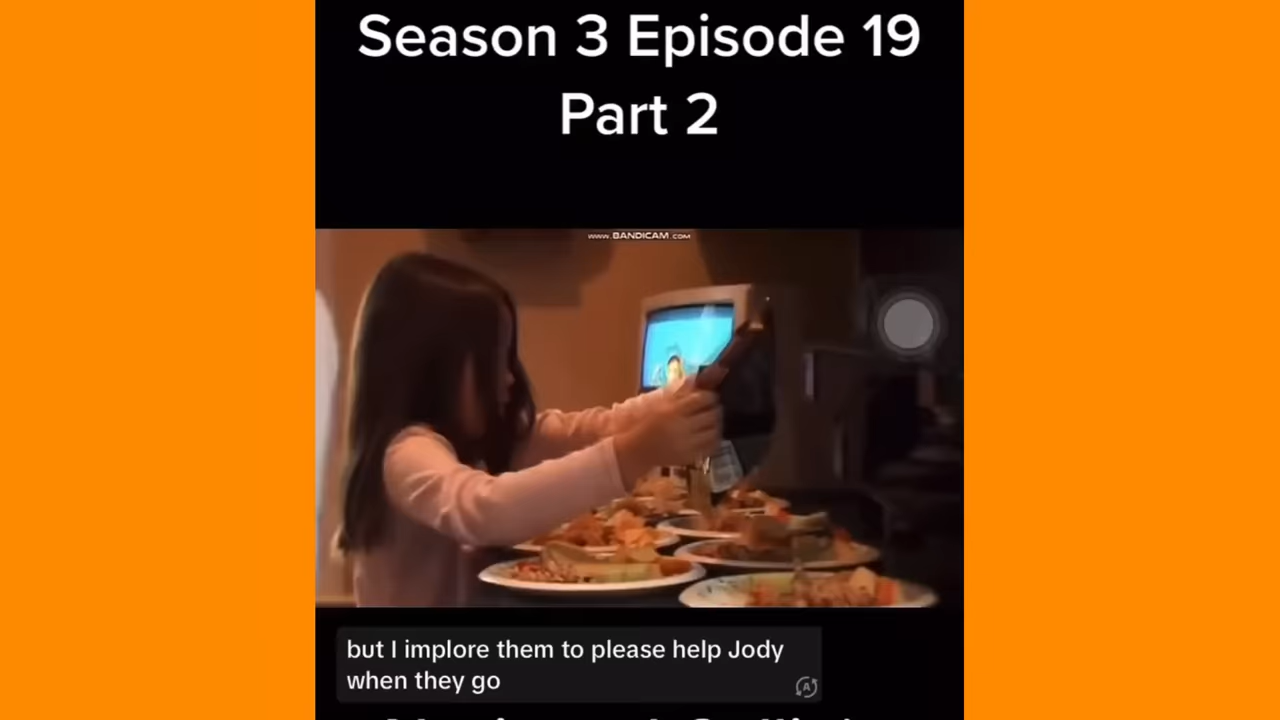 Season 3 Episode 19
Part 2
www.BANDICAM.COM
but I implore them to please help Jody
when they go
A